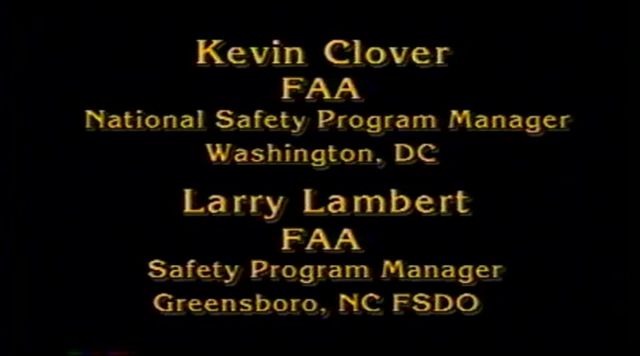 Kevin Clover
FAA
National Safety Program Manager
Washington, DC
Larry Lambert
FAA
Safety Program Manager
Greensboro, NC FSDO